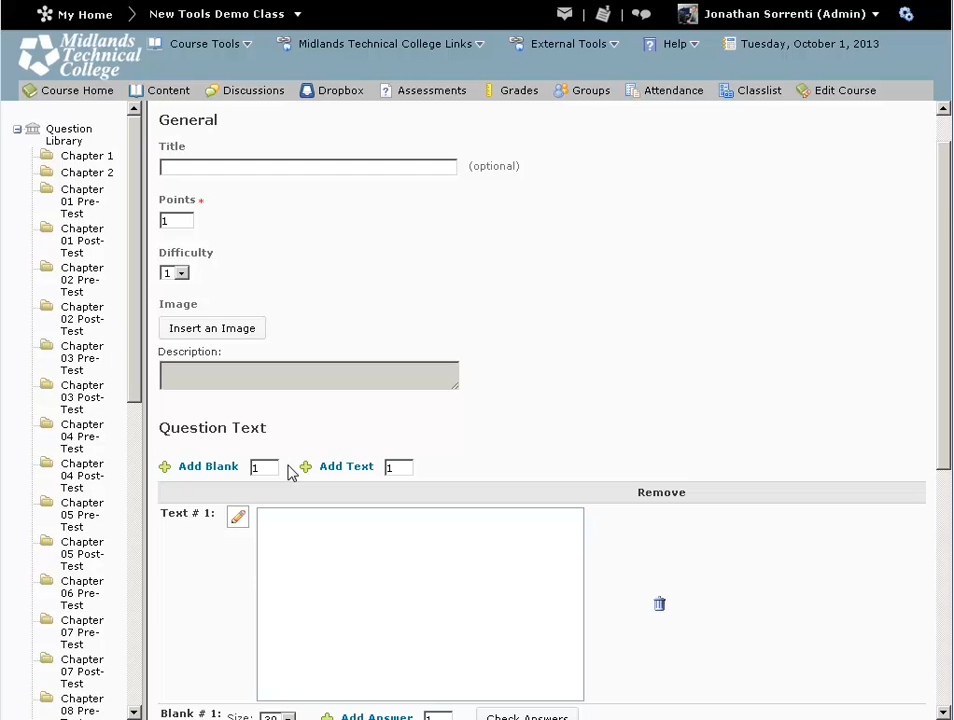 My Home
New Tools Demo Class
Jonathan Sorrenti (Admin)
Midlands
Technical
College
Course Tools
Midlands Technical College Links
External Tools
Help
Tuesday, October 1, 2013
Course Home
Content
Discussions
Dropbox
Assessments
Grades
Groups
Attendance
Classlist
Edit Course
Question
Library
Chapter 1
Chapter 2
Chapter
01 Pre-
Test
Chapter
01 Post-
Test
Chapter
02 Pre-
Test
Chapter
02 Post-
Test
Chapter
03 Pre-
Test
Chapter
03 Post-
Test
Chapter
04 Pre-
Test
Chapter
04 Post-
Test
Chapter
05 Pre-
Test
Chapter
05 Post-
Test
Chapter
06 Pre-
Test
Chapter
07 Pre-
Test
Chapter
07 Post-
Test
Chapter
08 Pre-
General
Title
(optional)
Points *
1
Difficulty
1
Image
Insert an Image
Description:
Question Text
Add Blank 1
Add Text 1
Remove
Text # 1:
Blank # 1: Size: 30 Add Answer 1 Check Answers